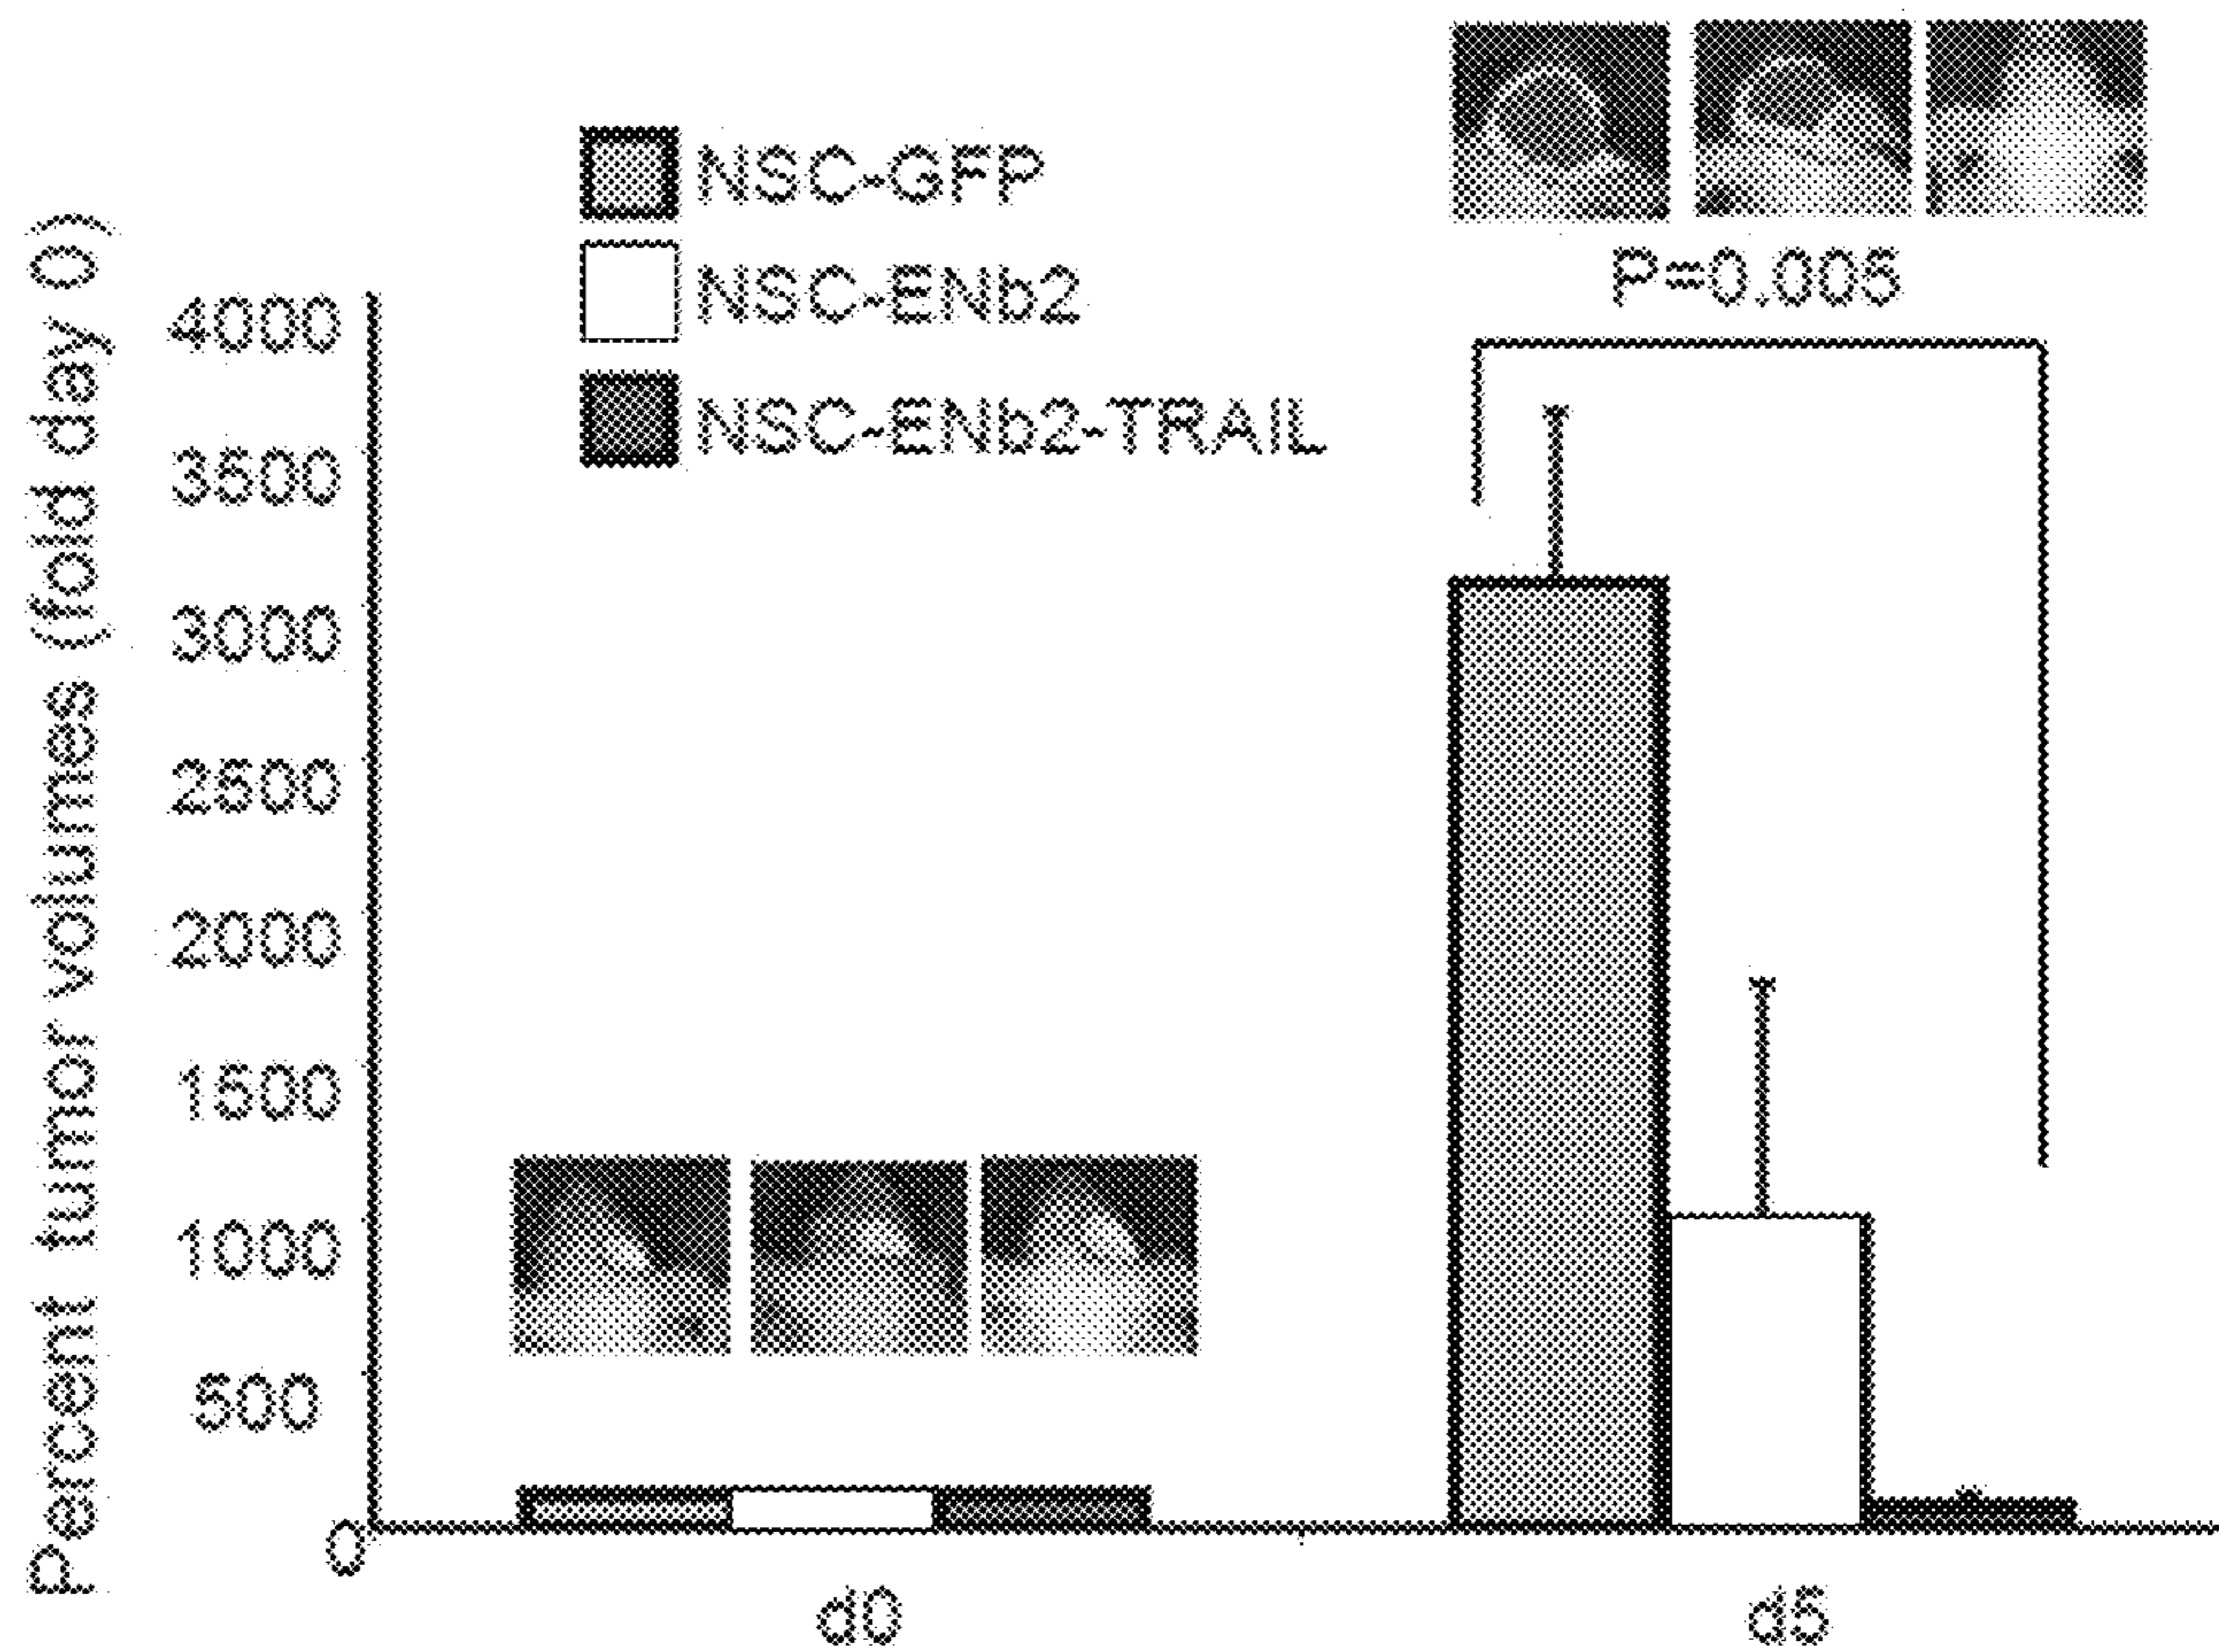 Percent tumor volumes (fold day 0)
NSC-GFP
NSC-ENb2
NSC-ENb2-TRAIL
P=0.005
4000
3500
3000
2500
2000
1500
1000
500
0
d0
d5